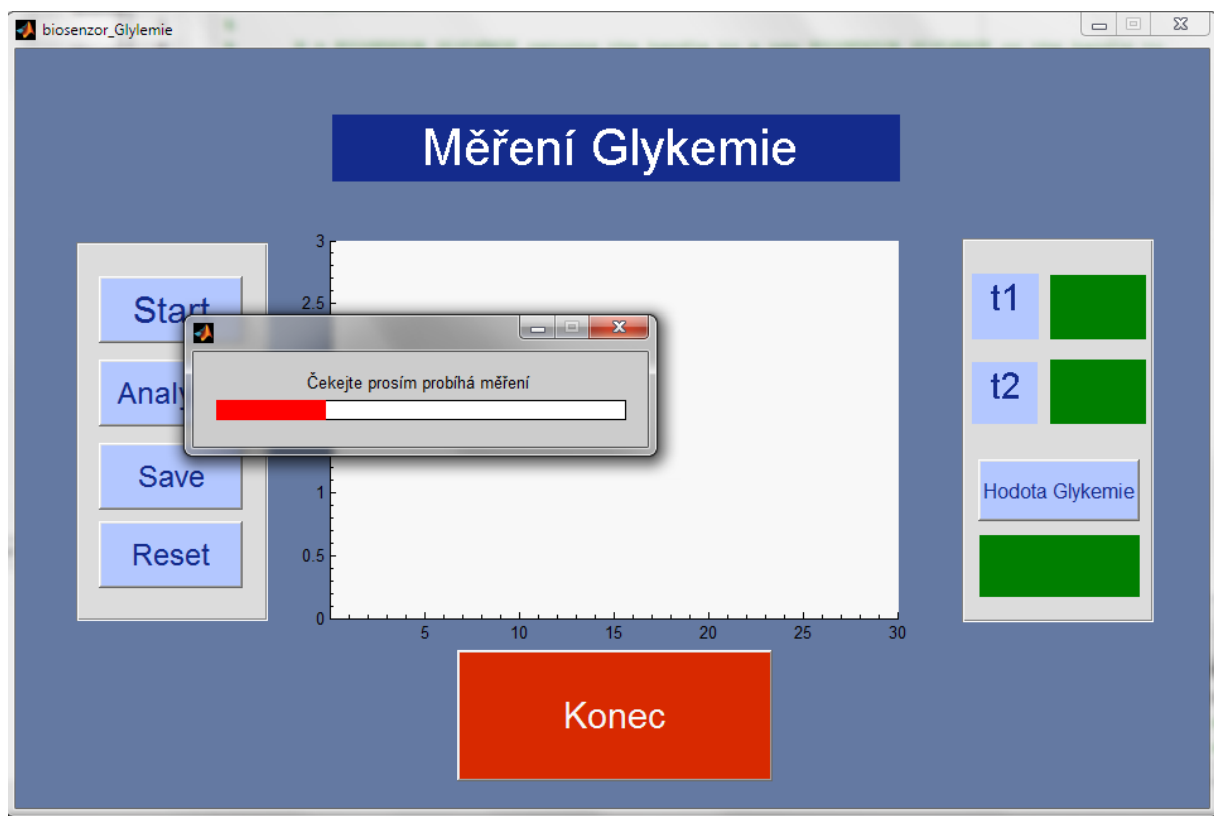 biosenzor_Glylemie
Měření Glykemie
Start
Save
Reset
Čekejte prosím probíhá měření
3
2.5
1
0.5
0
5 10 15 20 25 30
t1
t2
Hodota Glykemie
Konec